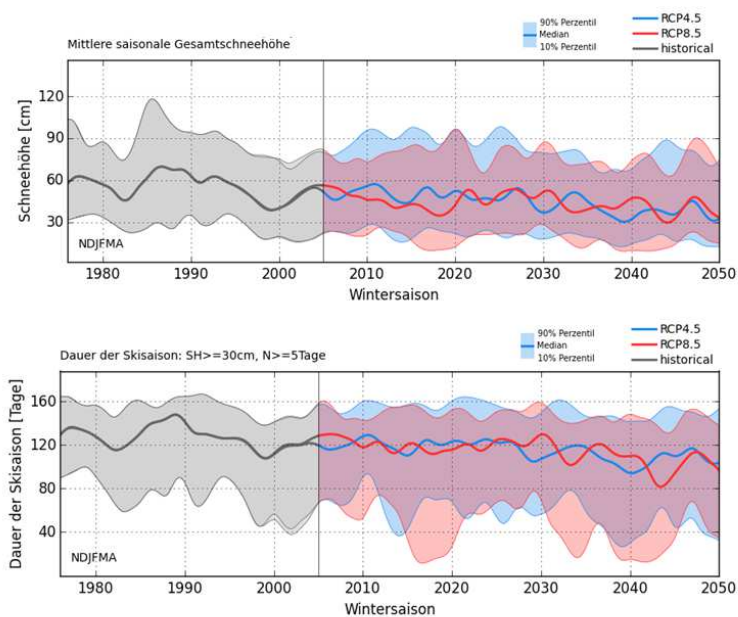 Mittlere saisonale Gesamtschneehöhe
90% Perzentil
Median
10% Perzentil
RCP4.5
RCP8.5
historical
Schneehöhe [cm]
120
90
60
30
NDJFMA
1980 1990 2000 2010 2020 2030 2040 2050
Wintersaison
Dauer der Skisaison: SH>=30cm, N>=5Tage
90% Perzentil
Median
10% Perzentil
RCP4.5
RCP8.5
historical
Dauer der Skisaison [Tage]
160
120
80
40
NDJFMA
1980 1990 2000 2010 2020 2030 2040 2050
Wintersaison